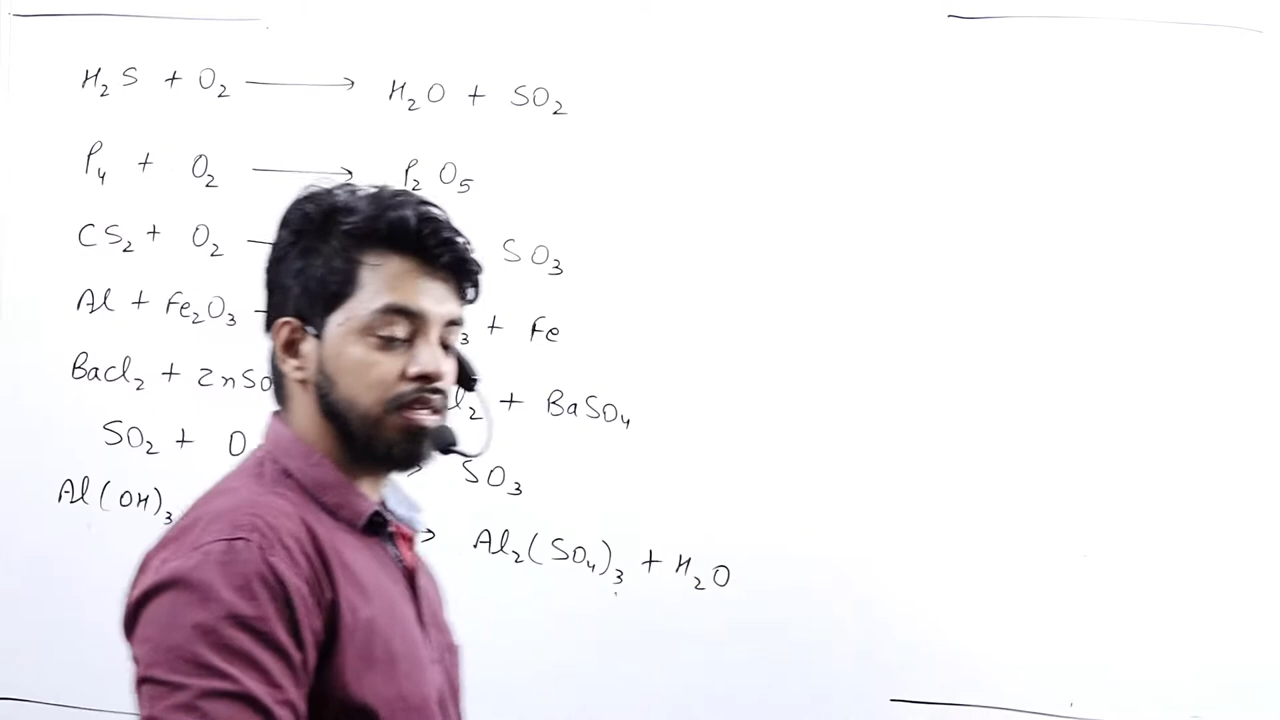 H₂S + O₂ ⟶ H₂O + SO₂
P₄ + O₂ ⟶ P₂O₅
CS₂ + O₂ — SO₃
Al + Fe₂O₃ - ₃ + Fe
BaCl₂ + ZnSO l₂ + BaSO₄
SO₂ + O → SO₃
Al(OH)₃ → Al₂(SO₄)₃ + H₂O